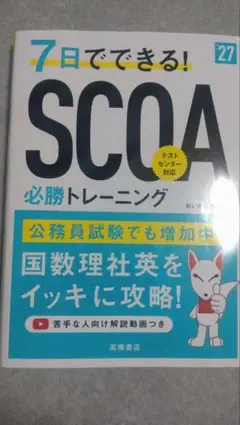 7日でできる!
'27
SCOA
テスト
センター
対応
必勝トレーニング
公務員試験でも増加中
国数理社英を
イッキに攻略!
苦手な人向け解説動画つき
高橋書店